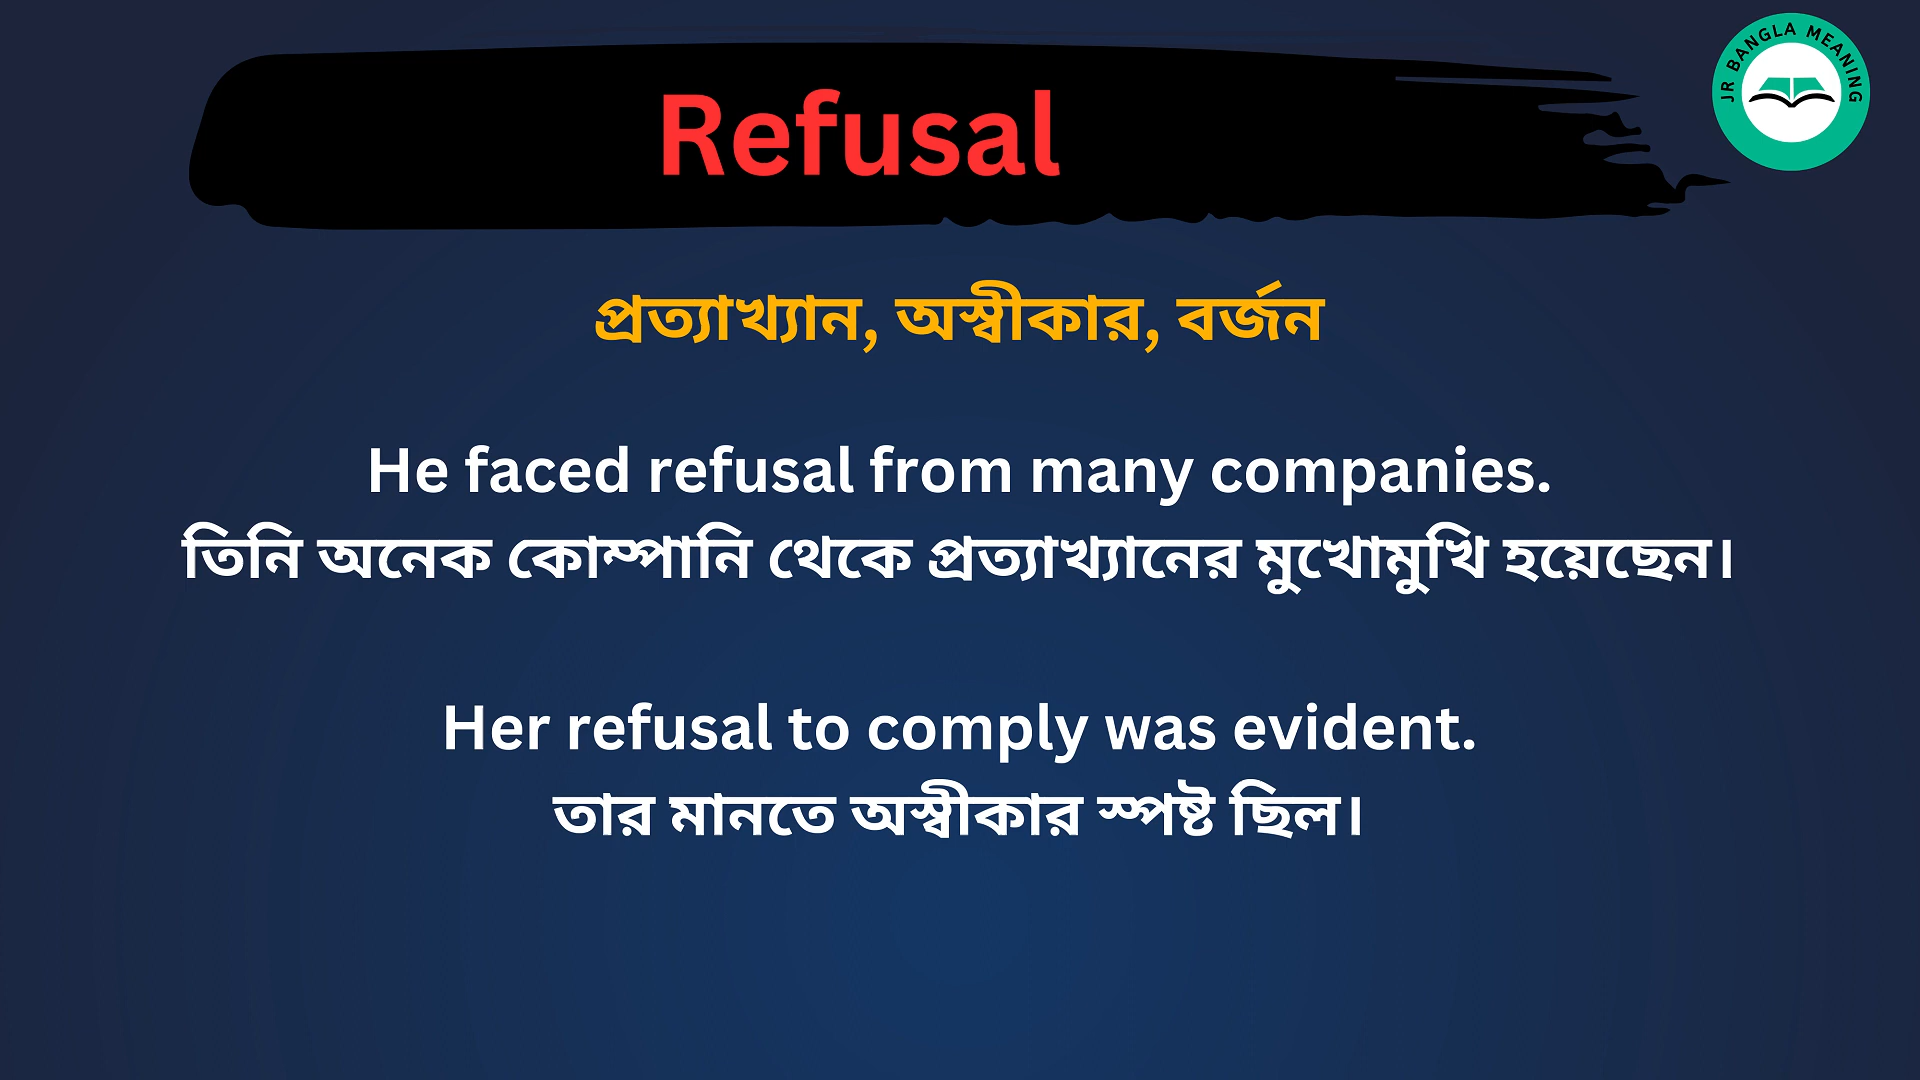 JR BANGLA MEANING
Refusal
প্রত্যাখ্যান, অস্বীকার, বর্জন
He faced refusal from many companies.
তিনি অনেক কোম্পানি থেকে প্রত্যাখ্যানের মুখোমুখি হয়েছেন।
Her refusal to comply was evident.
তার মানতে অস্বীকার স্পষ্ট ছিল।